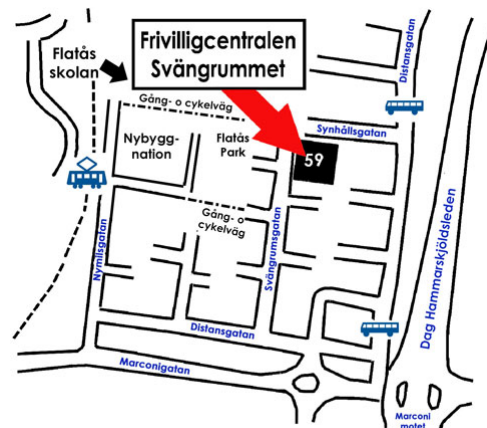 Frivilligcentralen
Svängrummet
Flatås
skolan
Distansgatan
Gång- o cykelväg
Synhållsgatan
Nybygg-
nation
Flatås
Park
59
Gång- o
cykelväg
Nymilsgatan
Svängrumsgatan
Dag Hammarskjöldsleden
Distansgatan
Marconigatan
Marconi
motet